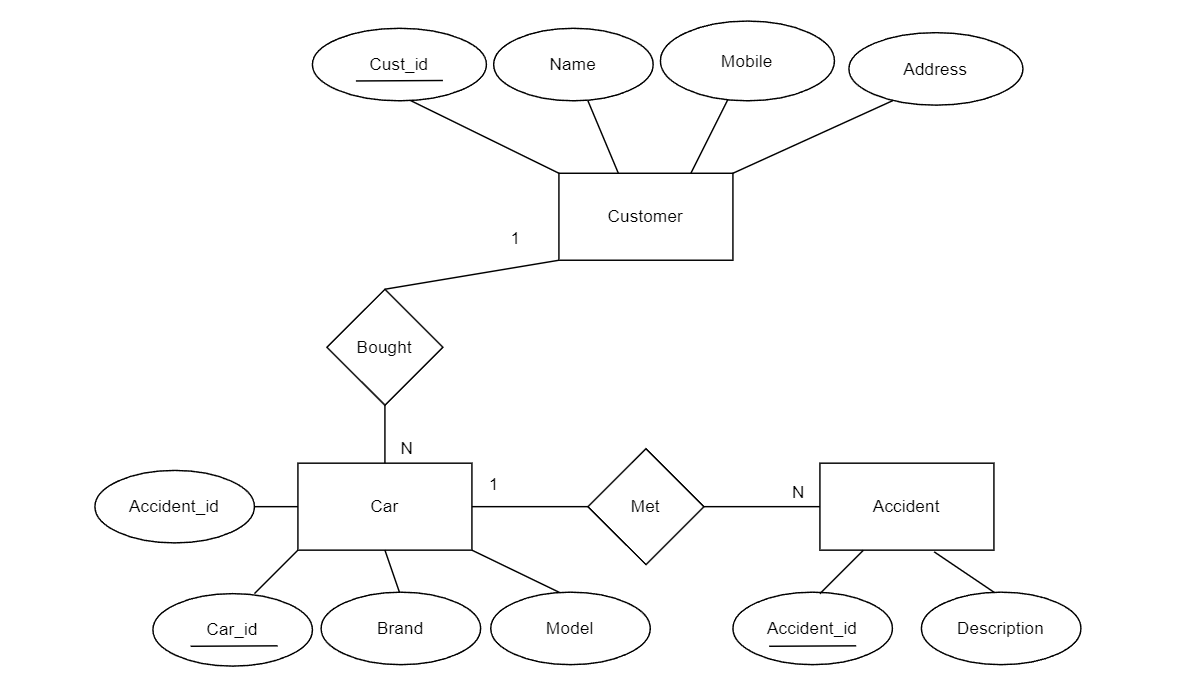 Cust_id
Name
Mobile
Address
Customer
1
Bought
N
Accident_id
Car
1
Met
N
Accident
Car_id
Brand
Model
Accident_id
Description